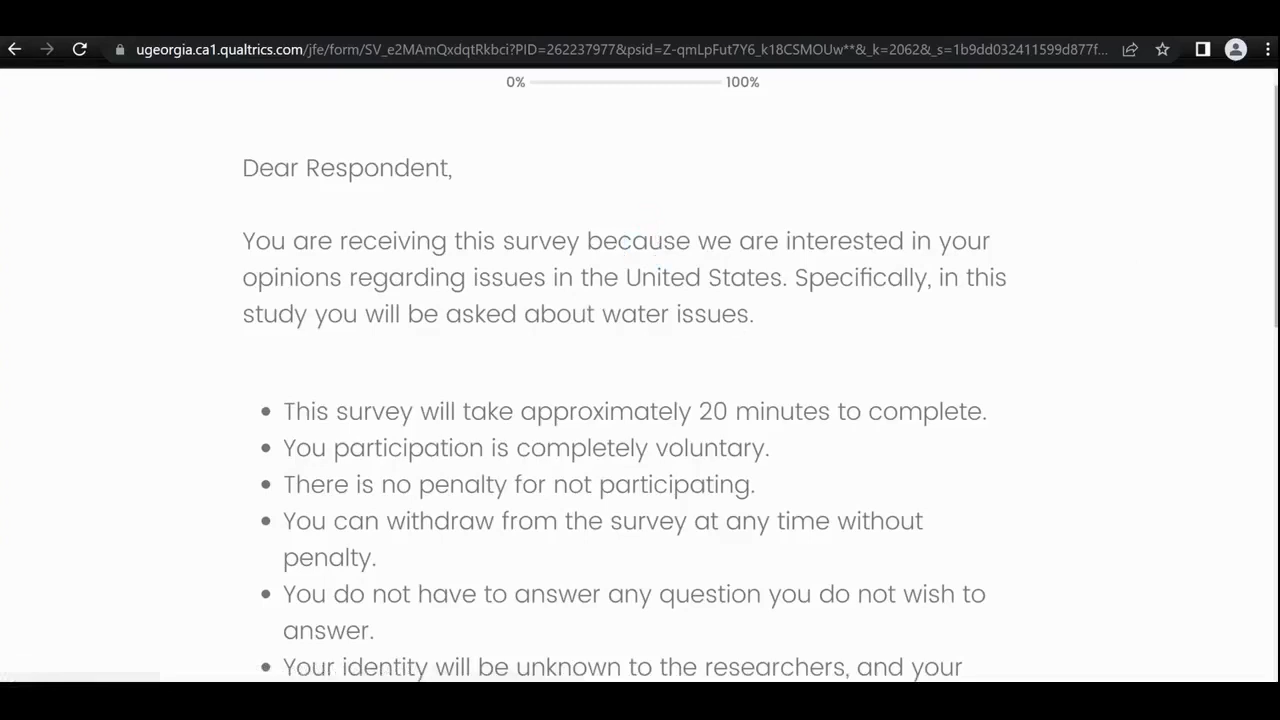 ugeorgia.ca1.qualtrics.com/jfe/form/SV_e2MAmQxdqtRkbci?PID=262237977&psid=Z-qmLpFut7Y6_k18CSMOUw**&_k=2062&_s=1b9dd032411599d877f...
0% 100%
Dear Respondent,
You are receiving this survey because we are interested in your
opinions regarding issues in the United States. Specifically, in this
study you will be asked about water issues.
• This survey will take approximately 20 minutes to complete.
• You participation is completely voluntary.
• There is no penalty for not participating.
• You can withdraw from the survey at any time without
penalty.
• You do not have to answer any question you do not wish to
answer.
• Your identity will be unknown to the researchers, and your